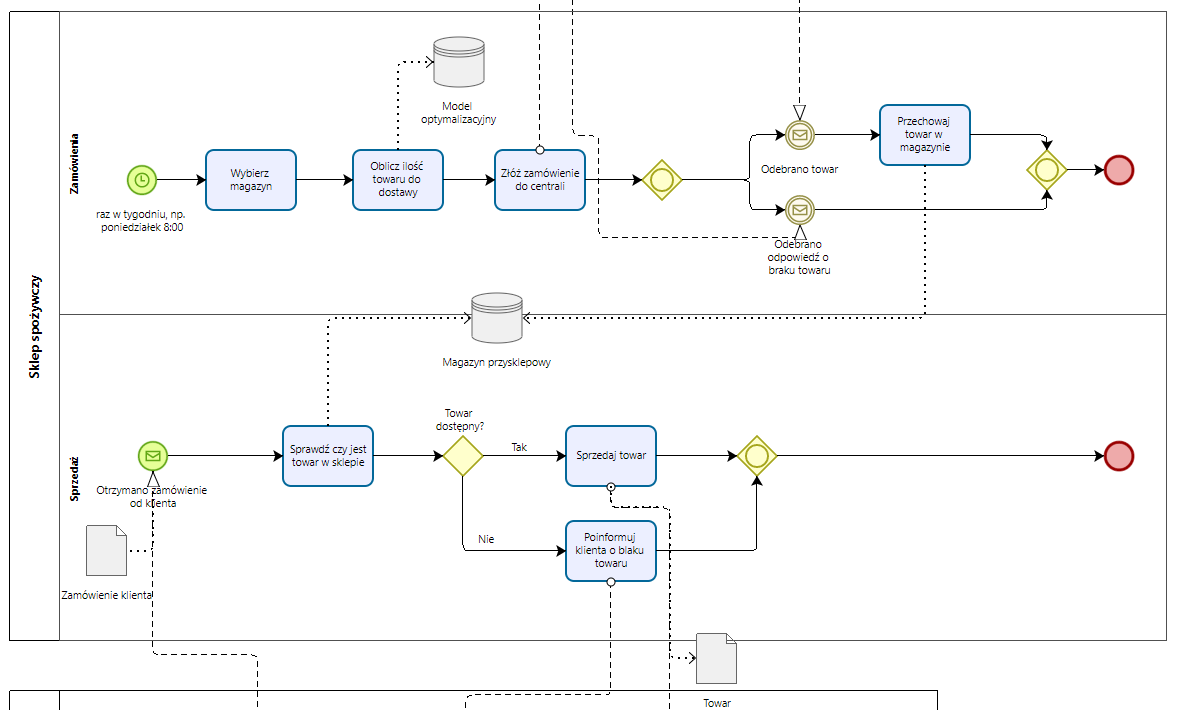 Sklep spożywczy
Zamówienia
Model
optymalizacyjny
raz w tygodniu, np.
poniedziałek 8:00
Wybierz
magazyn
Oblicz ilość
towaru do
dostawy
Złóż zamówienie
do centrali
Odebrano towar
Odebrano
odpowiedź o
braku towaru
Przechowaj
towar w
magazynie
Magazyn przysklepowy
Sprzedaż
Otrzymano zamówienie
od klienta
Zamówienie klienta
Sprawdź czy jest
towar w sklepie
Towar
dostępny?
Tak
Nie
Sprzedaj towar
Poinformuj
klienta o blaku
towaru
Towar